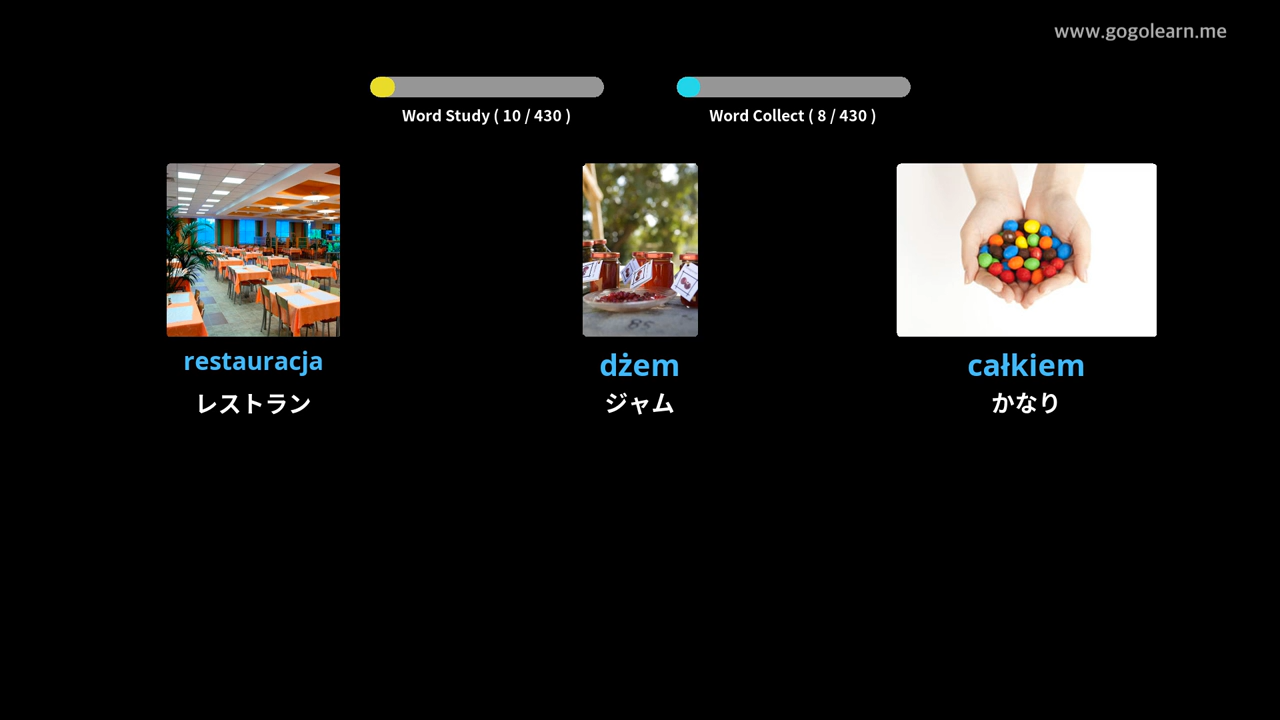 www.gogolearn.me
Word Study ( 10 / 430 )
Word Collect ( 8 / 430 )
restauracja
レストラン
dżem
ジャム
całkiem
かなり